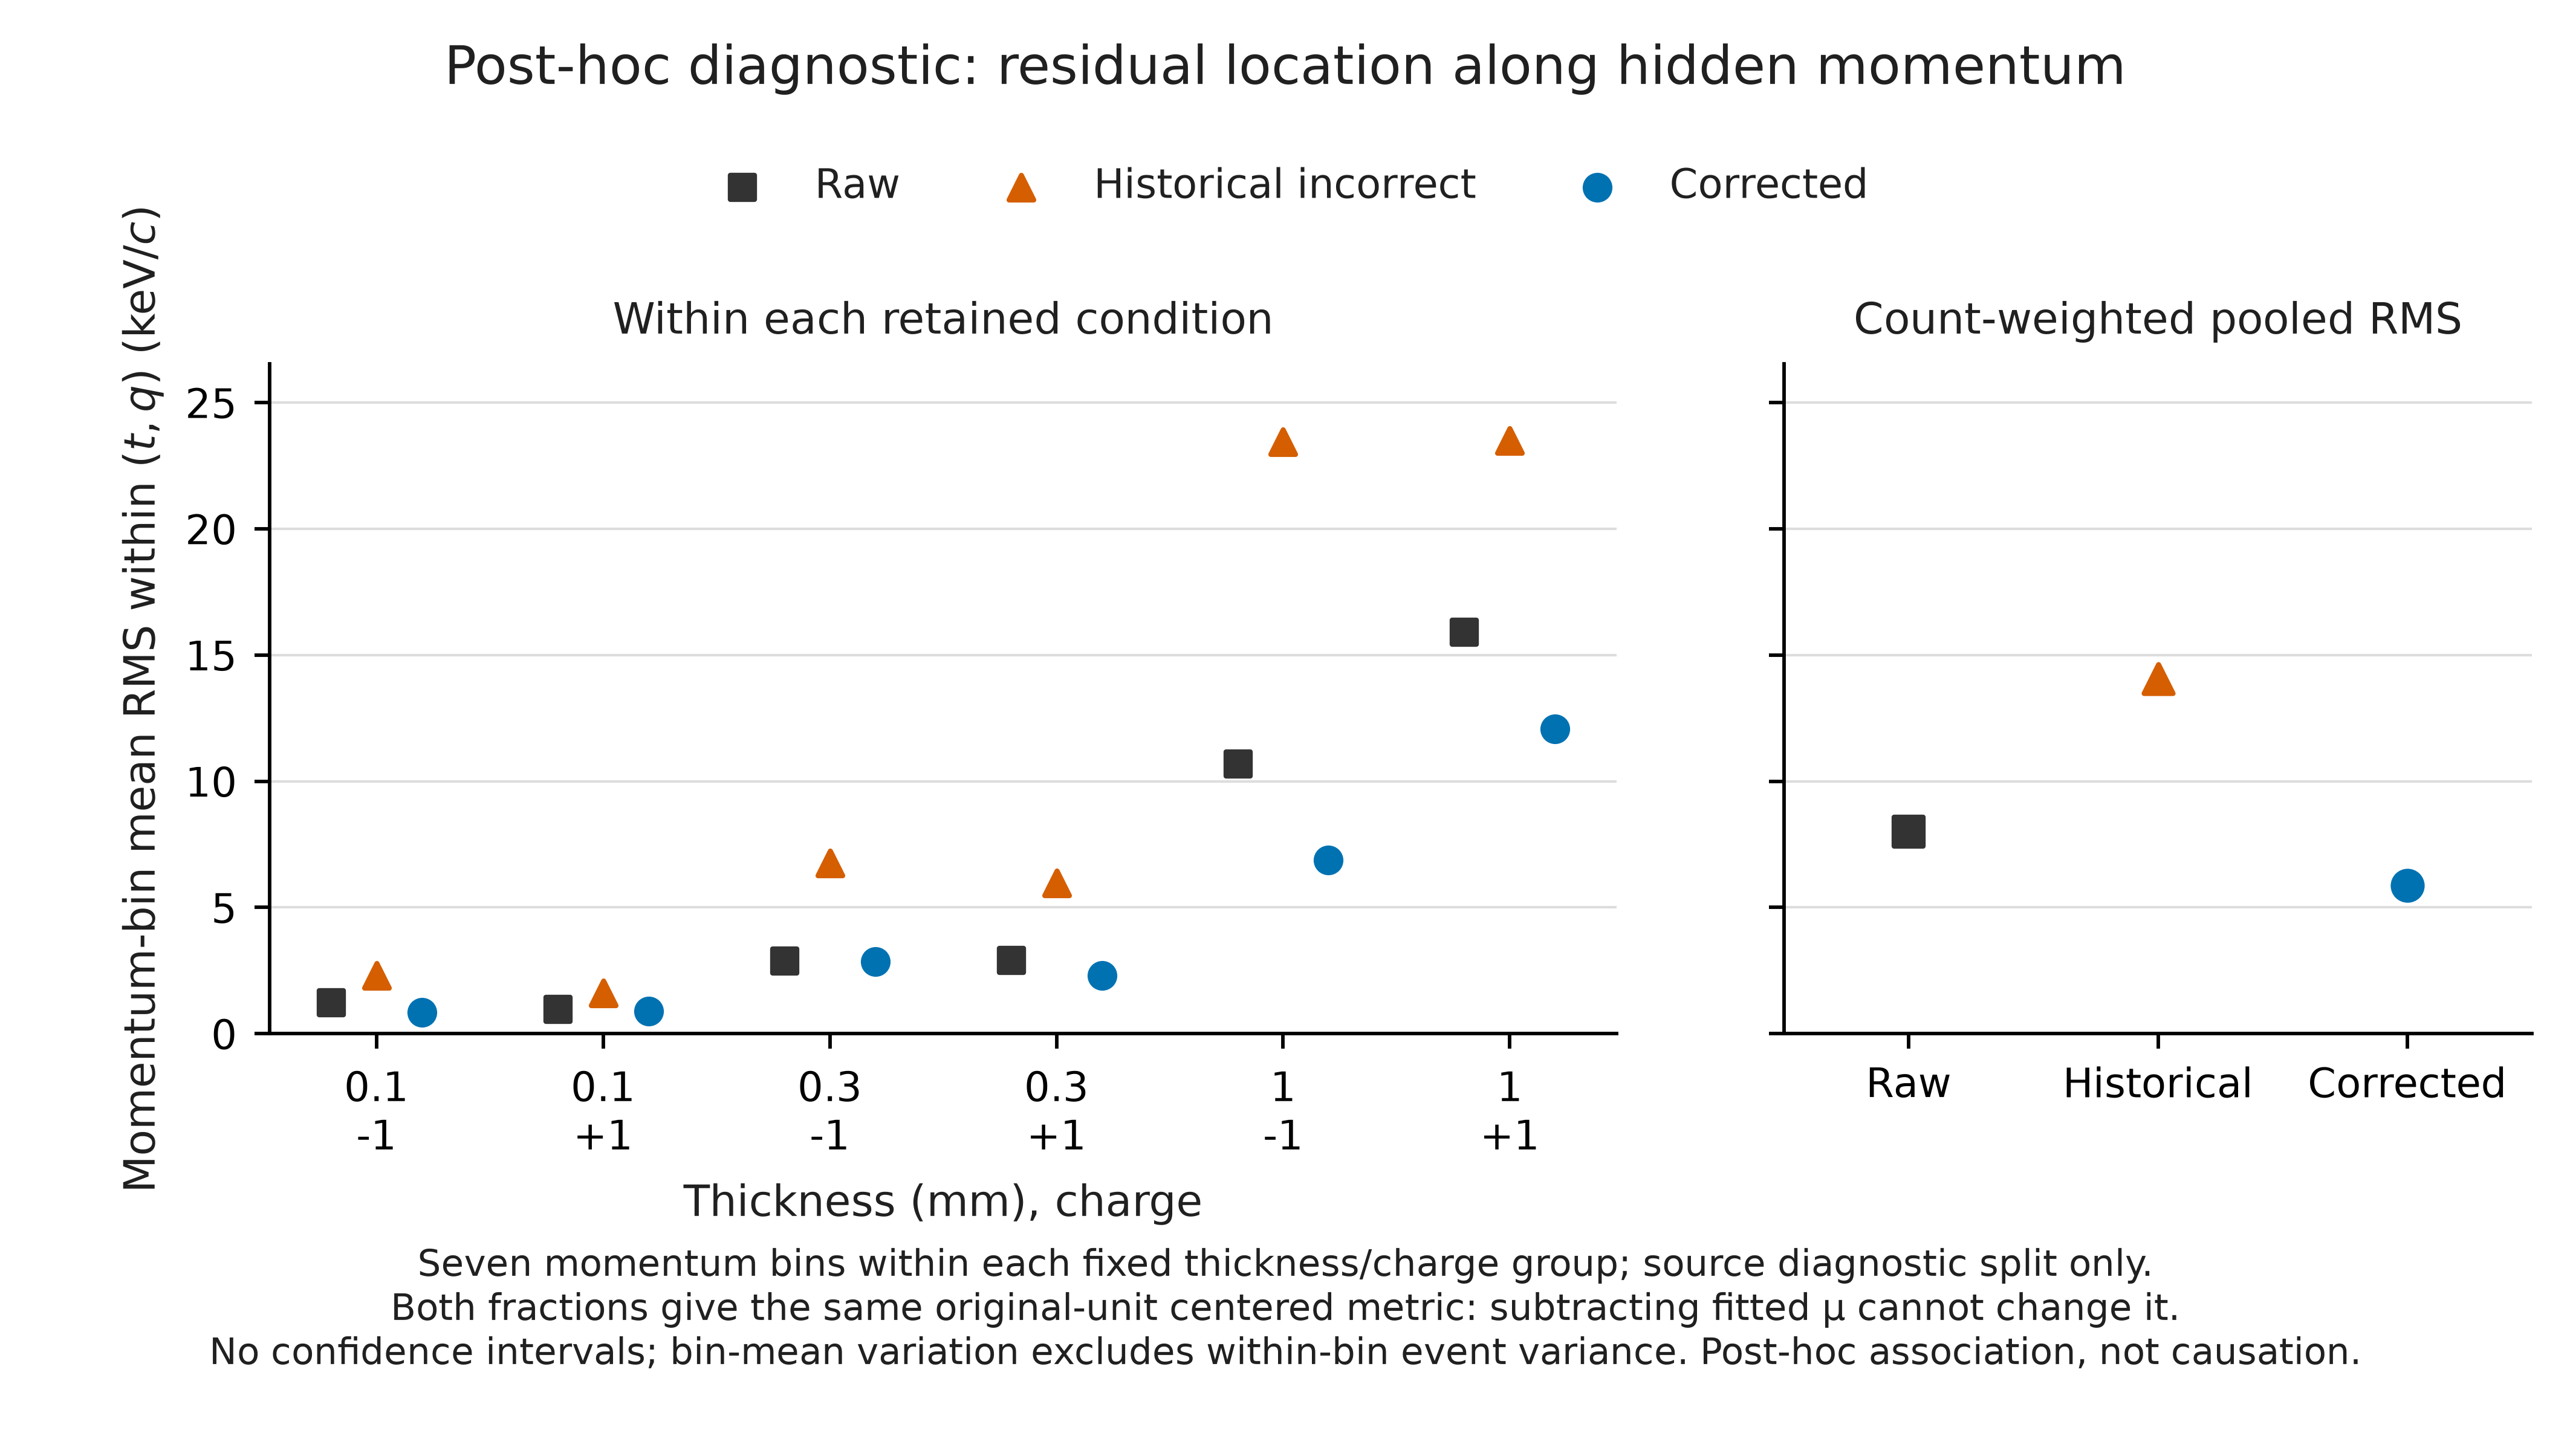 Post-hoc diagnostic: residual location along hidden momentum
Raw
Historical incorrect
Corrected
Within each retained condition
Count-weighted pooled RMS
Momentum-bin mean RMS within (t, q) (keV/c)
25
20
15
10
5
0
0.1
-1
0.1
+1
0.3
-1
0.3
+1
1
-1
1
+1
Thickness (mm), charge
Raw
Historical
Corrected
Seven momentum bins within each fixed thickness/charge group; source diagnostic split only.
Both fractions give the same original-unit centered metric: subtracting fitted μ cannot change it.
No confidence intervals; bin-mean variation excludes within-bin event variance. Post-hoc association, not causation.